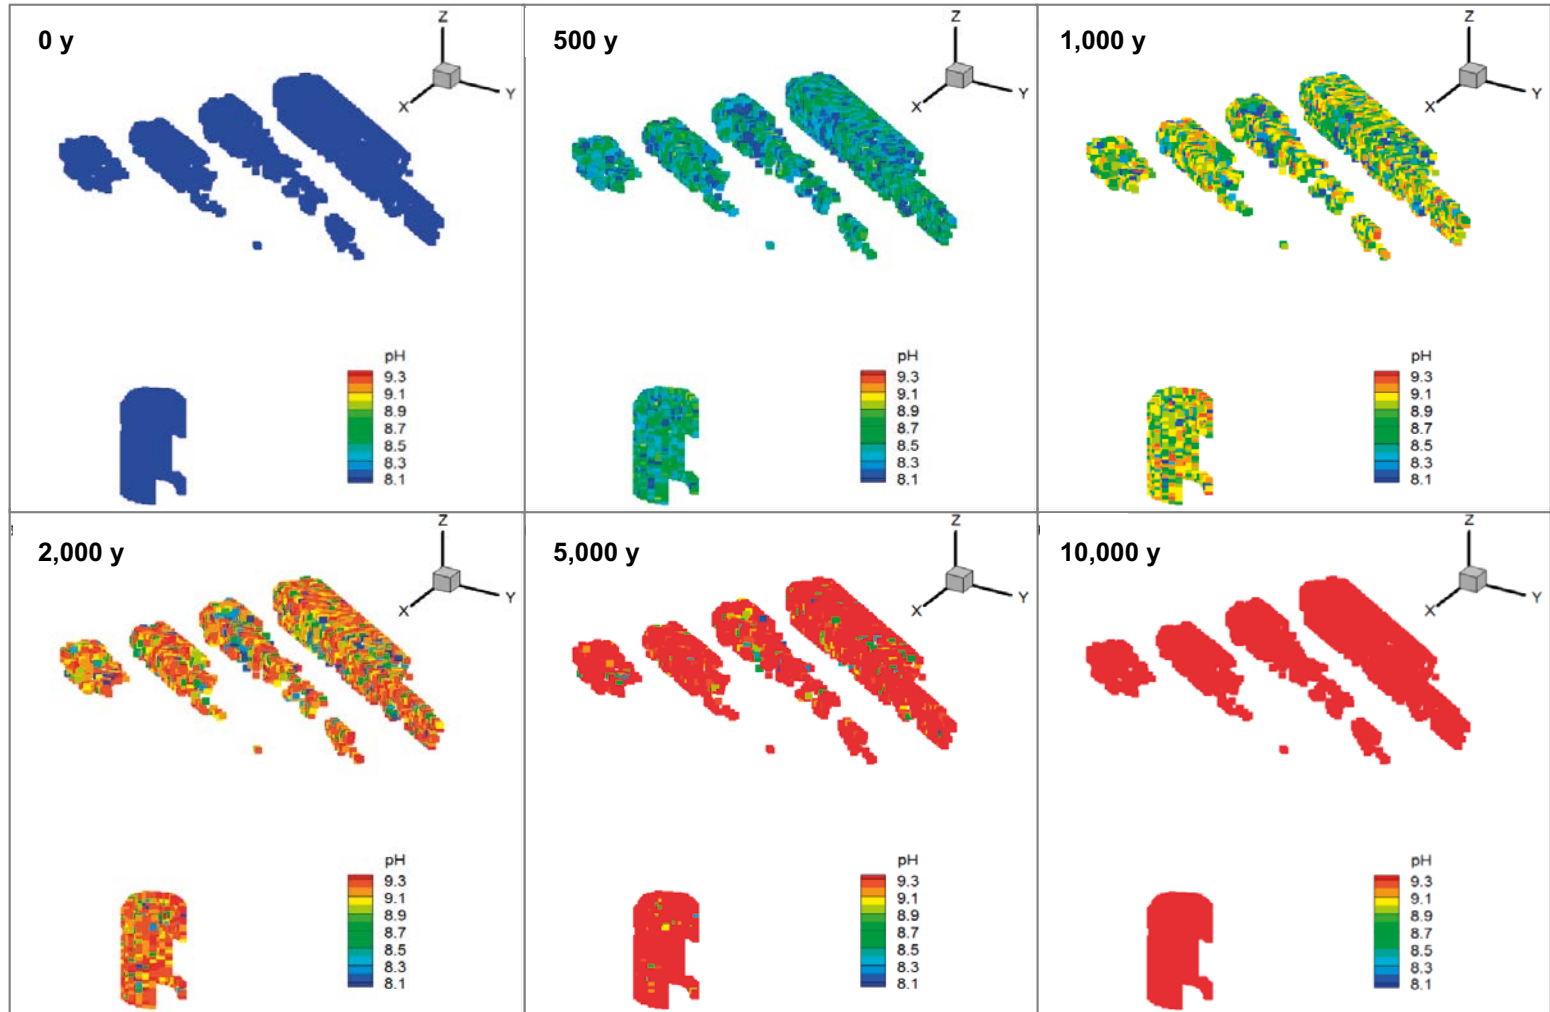 0 y
Z
X
Y
pH
9.3
9.1
8.9
8.7
8.5
8.3
8.1
500 y
Z
X
Y
pH
9.3
9.1
8.9
8.7
8.5
8.3
8.1
1,000 y
Z
X
Y
pH
9.3
9.1
8.9
8.7
8.5
8.3
8.1
2,000 y
Z
X
Y
pH
9.3
9.1
8.9
8.7
8.5
8.3
8.1
5,000 y
Z
X
Y
pH
9.3
9.1
8.9
8.7
8.5
8.3
8.1
10,000 y
Z
X
Y
pH
9.3
9.1
8.9
8.7
8.5
8.3
8.1